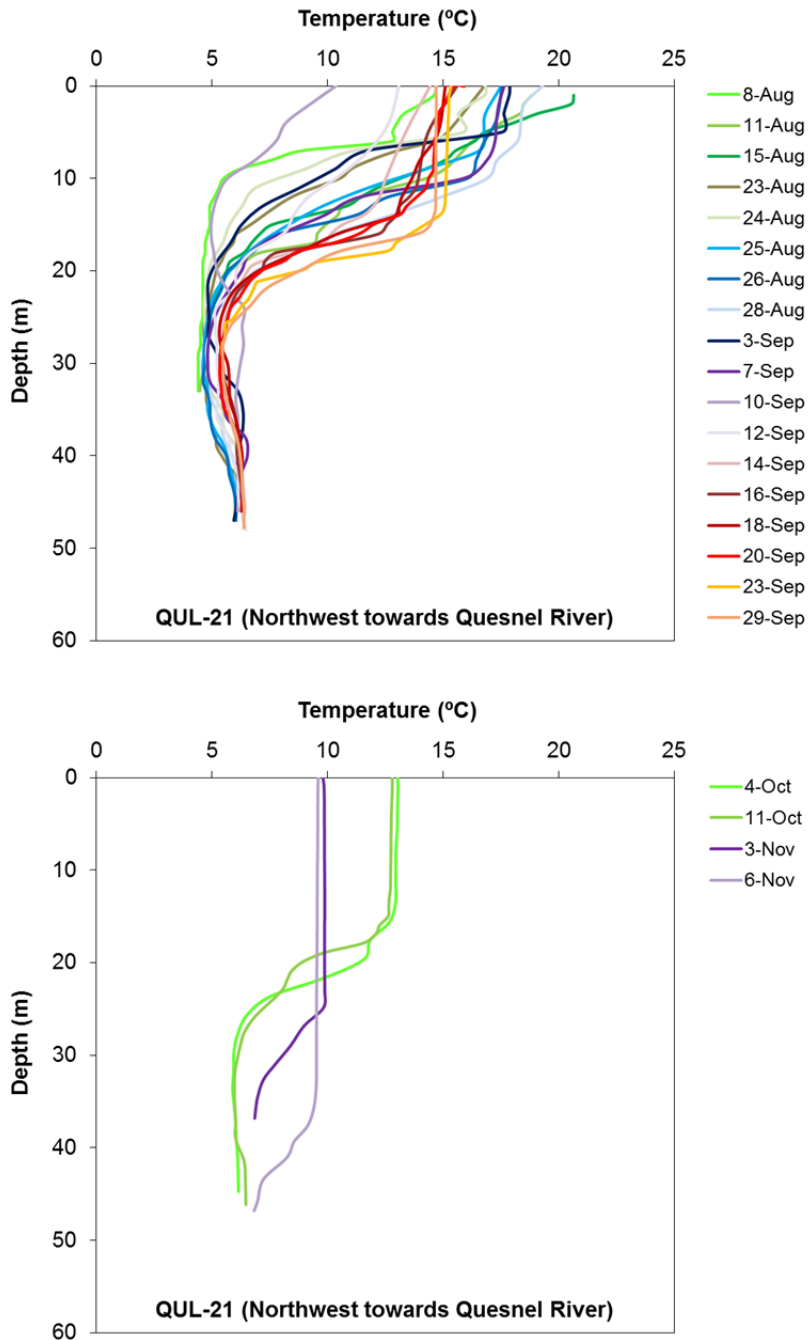 Temperature (ºC)
0 5 10 15 20 25
0
10
20
30
40
50
60
Depth (m)
QUL-21 (Northwest towards Quesnel River)
8-Aug
11-Aug
15-Aug
23-Aug
24-Aug
25-Aug
26-Aug
28-Aug
3-Sep
7-Sep
10-Sep
12-Sep
14-Sep
16-Sep
18-Sep
20-Sep
23-Sep
29-Sep
Temperature (ºC)
0 5 10 15 20 25
0
10
20
30
40
50
60
Depth (m)
QUL-21 (Northwest towards Quesnel River)
4-Oct
11-Oct
3-Nov
6-Nov